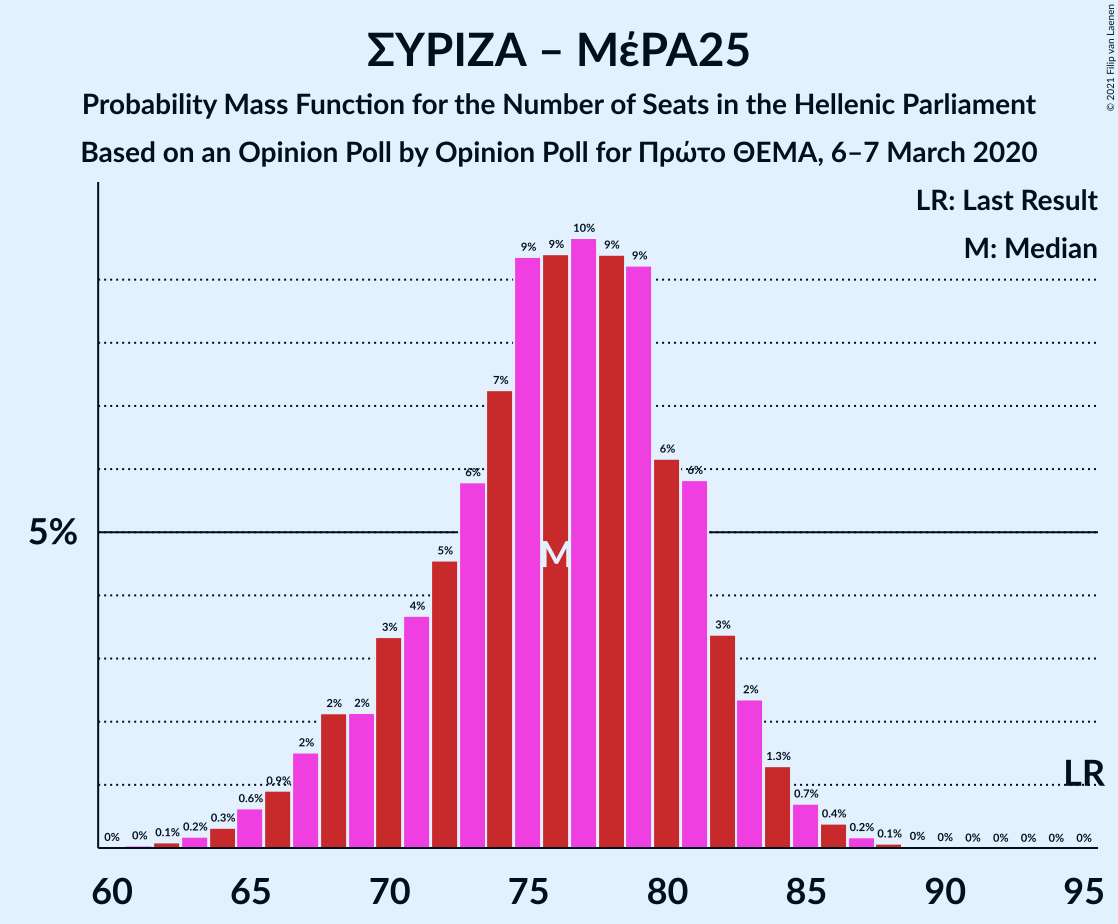 ΣΥΡΙΖΑ – ΜέΡΑ25
Probability Mass Function for the Number of Seats in the Hellenic Parliament
Based on an Opinion Poll by Opinion Poll for Πρώτο ΘΕΜΑ, 6–7 March 2020
© 2021 Filip van Laenen
LR: Last Result
M: Median
5%
0% 0% 0.1% 0.2% 0.3% 0.6% 0.9% 2% 2% 2% 3% 4% 5% 6% 7% 9% 9% 10% 9% 9% 6% 6% 3% 2% 1.3% 0.7% 0.4% 0.2% 0.1% 0% 0% 0% 0% 0% 0% 0%
M
LR
60 65 70 75 80 85 90 95